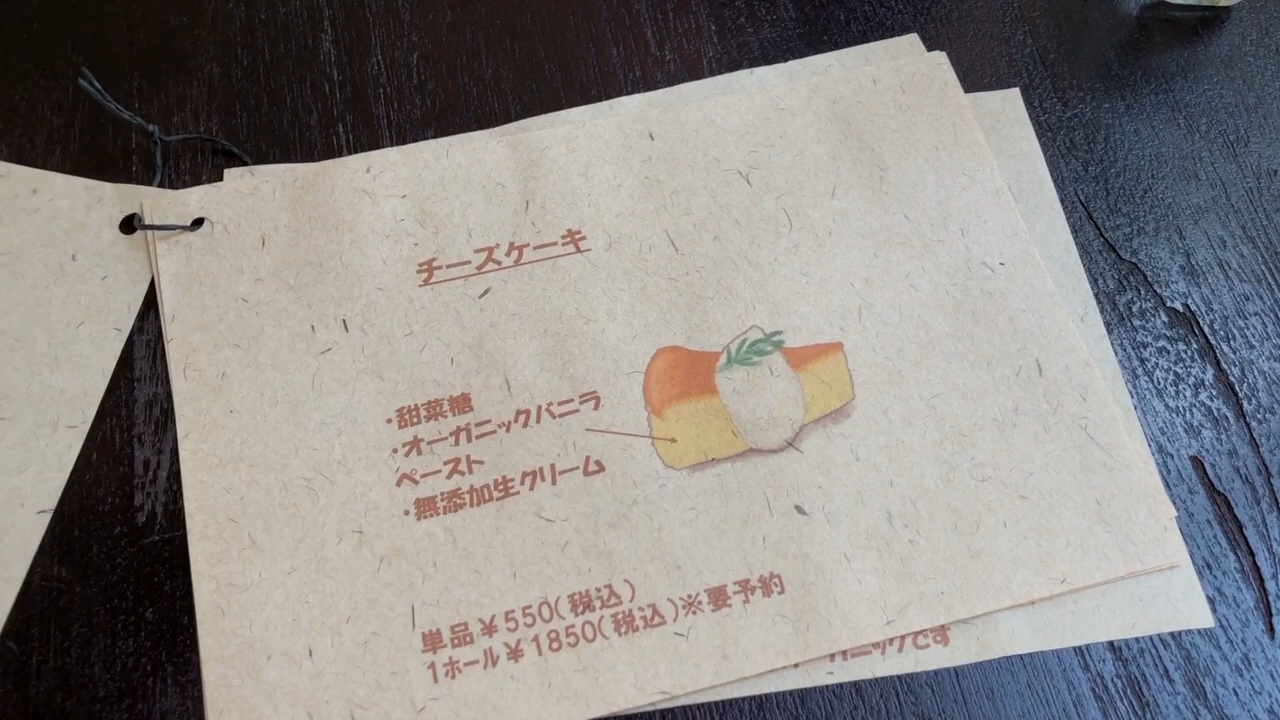 チーズケーキ
・甜菜糖
・オーガニックバニラ
ペースト
・無添加生クリーム
単品￥550(税込)
1ホール￥1850(税込)※要予約
ガニックです